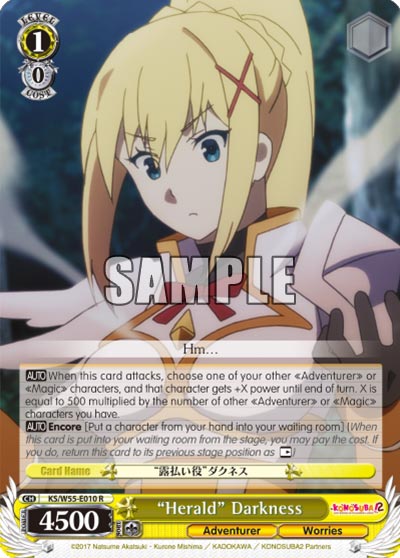 LEVEL
1
0
COST
SAMPLE
Hm…
AUTO When this card attacks, choose one of your other «Adventurer» or
«Magic» characters, and that character gets +X power until end of turn. X is
equal to 500 multiplied by the number of other «Adventurer» or «Magic»
characters you have.
AUTO Encore [Put a character from your hand into your waiting room] (When
this card is put into your waiting room from the stage, you may pay the cost. If
you do, return this card to its previous stage position as REST)
Card Name
“露払い役”ダクネス
CH KS/W55-E010 R
4500
“Herald” Darkness
KONOSUBA 2
Adventurer
Worries
©2017 Natsume Akatsuki・Kurone Mishima / KADOKAWA / KONOSUBA2 Partners